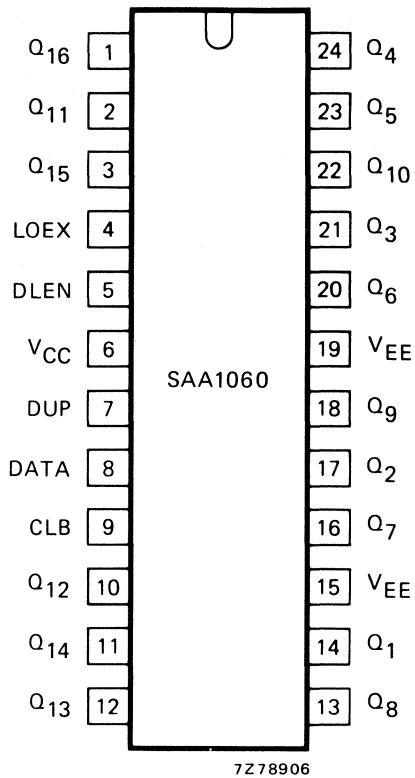 Q16 1 24 Q4
Q11 2 23 Q5
Q15 3 22 Q10
LOEX 4 21 Q3
DLEN 5 20 Q6
VCC 6 19 VEE
SAA1060
DUP 7 18 Q9
DATA 8 17 Q2
CLB 9 16 Q7
Q12 10 15 VEE
Q14 11 14 Q1
Q13 12 13 Q8
7Z78906